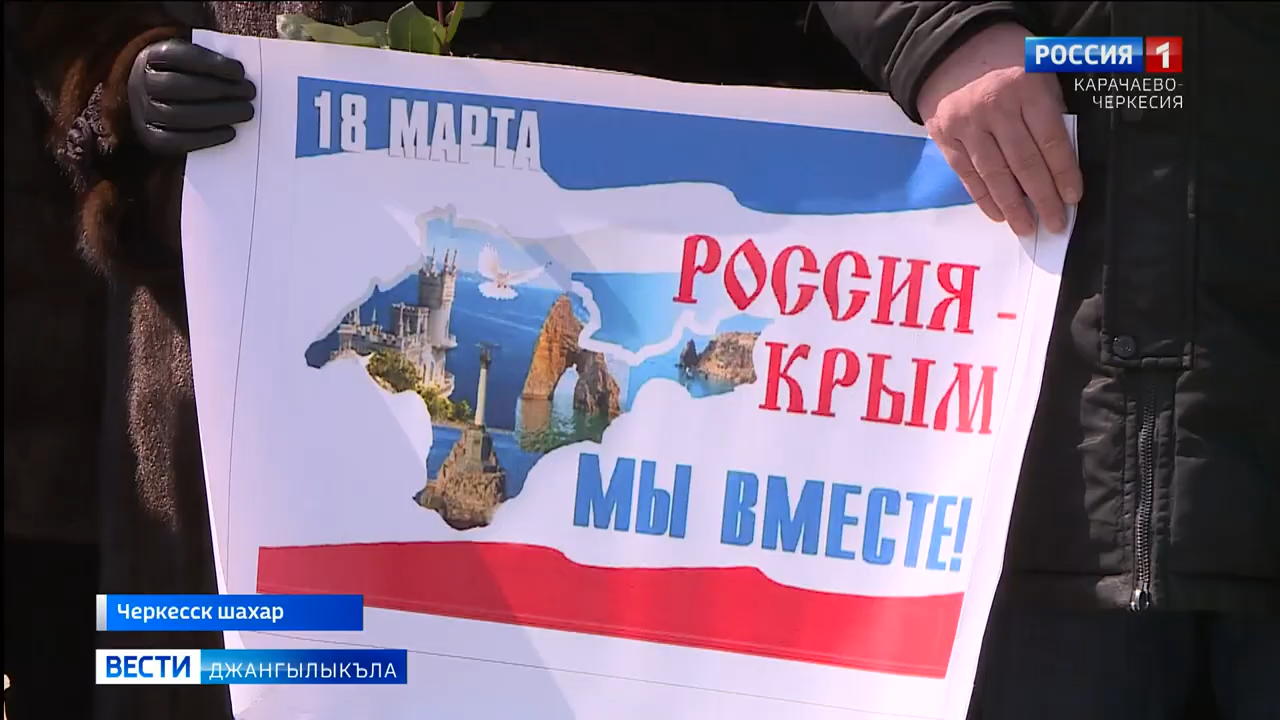 РОССИЯ 1
КАРАЧАЕВО-
ЧЕРКЕСИЯ
18 МАРТА
РОССИЯ -
КРЫМ
МЫ ВМЕСТЕ!
Черкесск шахар
ВЕСТИ ДЖАНГЫЛЫКЪЛА